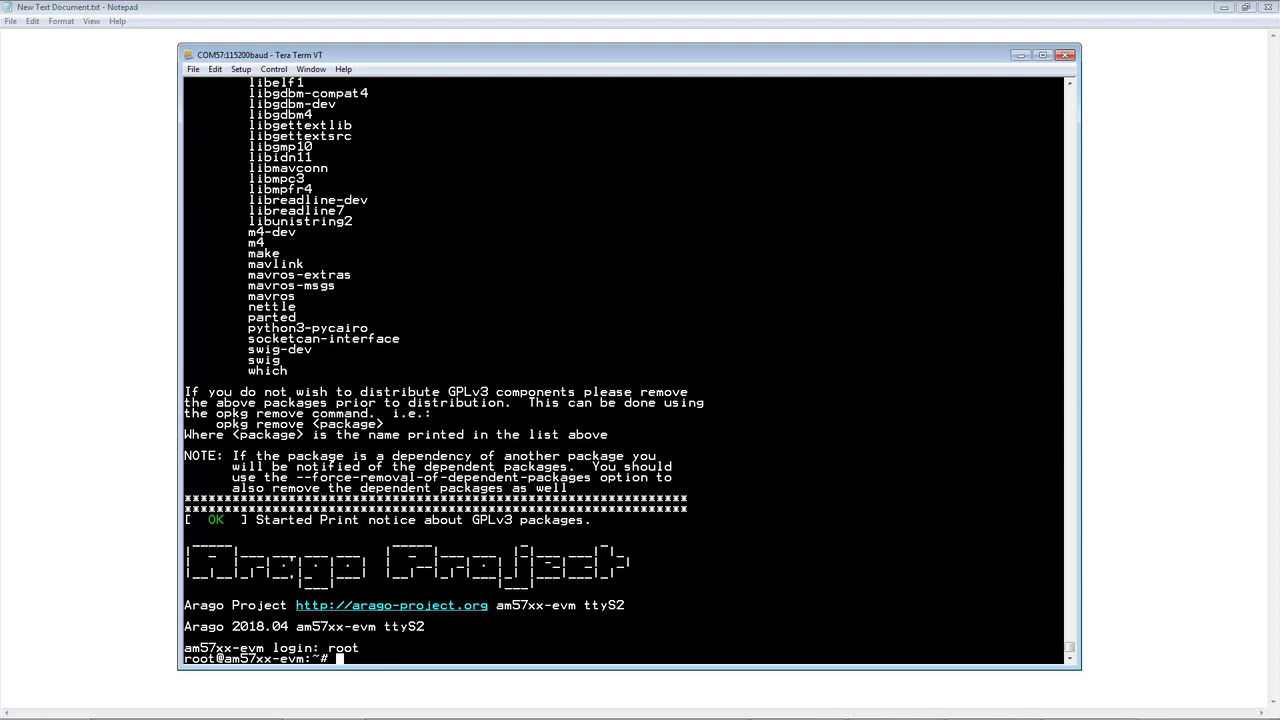 New Text Document.txt - Notepad
File Edit Format View Help
COM57:115200baud - Tera Term VT
File Edit Setup Control Window Help
libelf1
libgdbm-compat4
libgdbm-dev
libgdbm4
libgettextlib
libgettextsrc
libgmp10
libidn11
libmavconn
libmpc3
libmpfr4
libreadline-dev
libreadline7
libunistring2
m4-dev
m4
make
mavlink
mavros-extras
mavros-msgs
mavros
nettle
parted
python3-pycairo
socketcan-interface
swig-dev
swig
which
If you do not wish to distribute GPLv3 components please remove
the above packages prior to distribution.  This can be done using
the opkg remove command.  i.e.:
opkg remove <package>
Where <package> is the name printed in the list above
NOTE: If the package is a dependency of another package you
will be notified of the dependent packages.  You should
use the --force-removal-of-dependent-packages option to
also remove the dependent packages as well
***************************************************************
***************************************************************
[  OK  ] Started Print notice about GPLv3 packages.
Arago Project
Arago Project http://arago-project.org am57xx-evm ttyS2
Arago 2018.04 am57xx-evm ttyS2
am57xx-evm login: root
root@am57xx-evm:~#